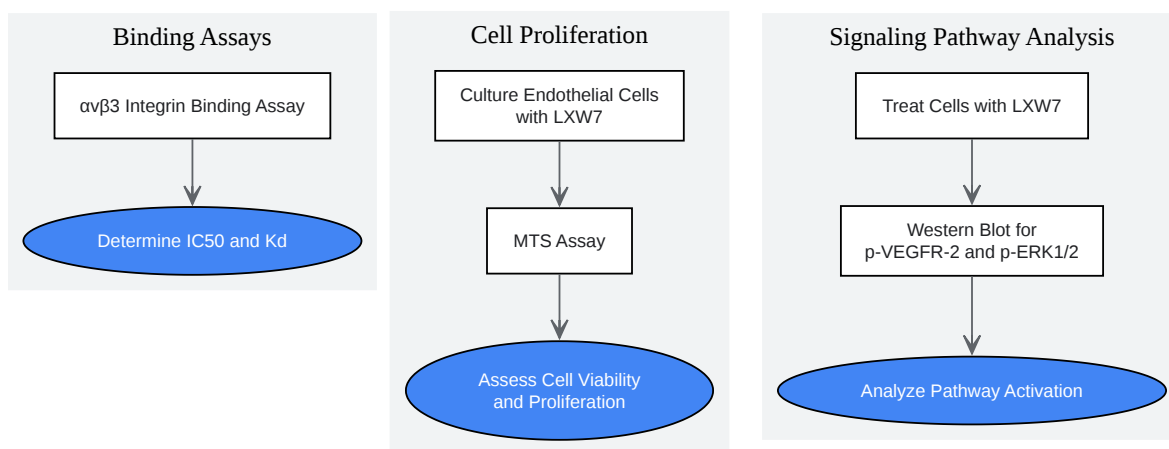 Binding Assays
αvβ3 Integrin Binding Assay
Determine IC50 and Kd
Cell Proliferation
Culture Endothelial Cells
with LXW7
MTS Assay
Assess Cell Viability
and Proliferation
Signaling Pathway Analysis
Treat Cells with LXW7
Western Blot for
p-VEGFR-2 and p-ERK1/2
Analyze Pathway Activation